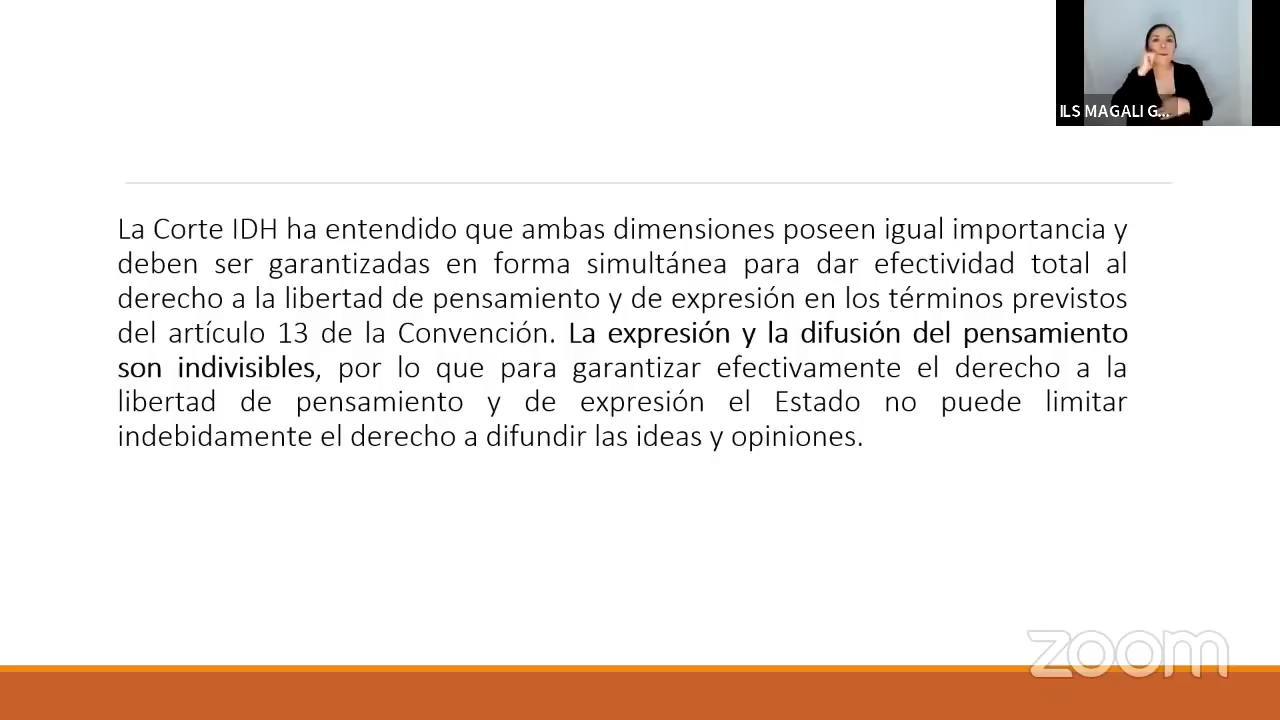 ILS MAGALI G...
La Corte IDH ha entendido que ambas dimensiones poseen igual importancia y
deben ser garantizadas en forma simultánea para dar efectividad total al
derecho a la libertad de pensamiento y de expresión en los términos previstos
del artículo 13 de la Convención. La expresión y la difusión del pensamiento
son indivisibles, por lo que para garantizar efectivamente el derecho a la
libertad de pensamiento y de expresión el Estado no puede limitar
indebidamente el derecho a difundir las ideas y opiniones.
zoom